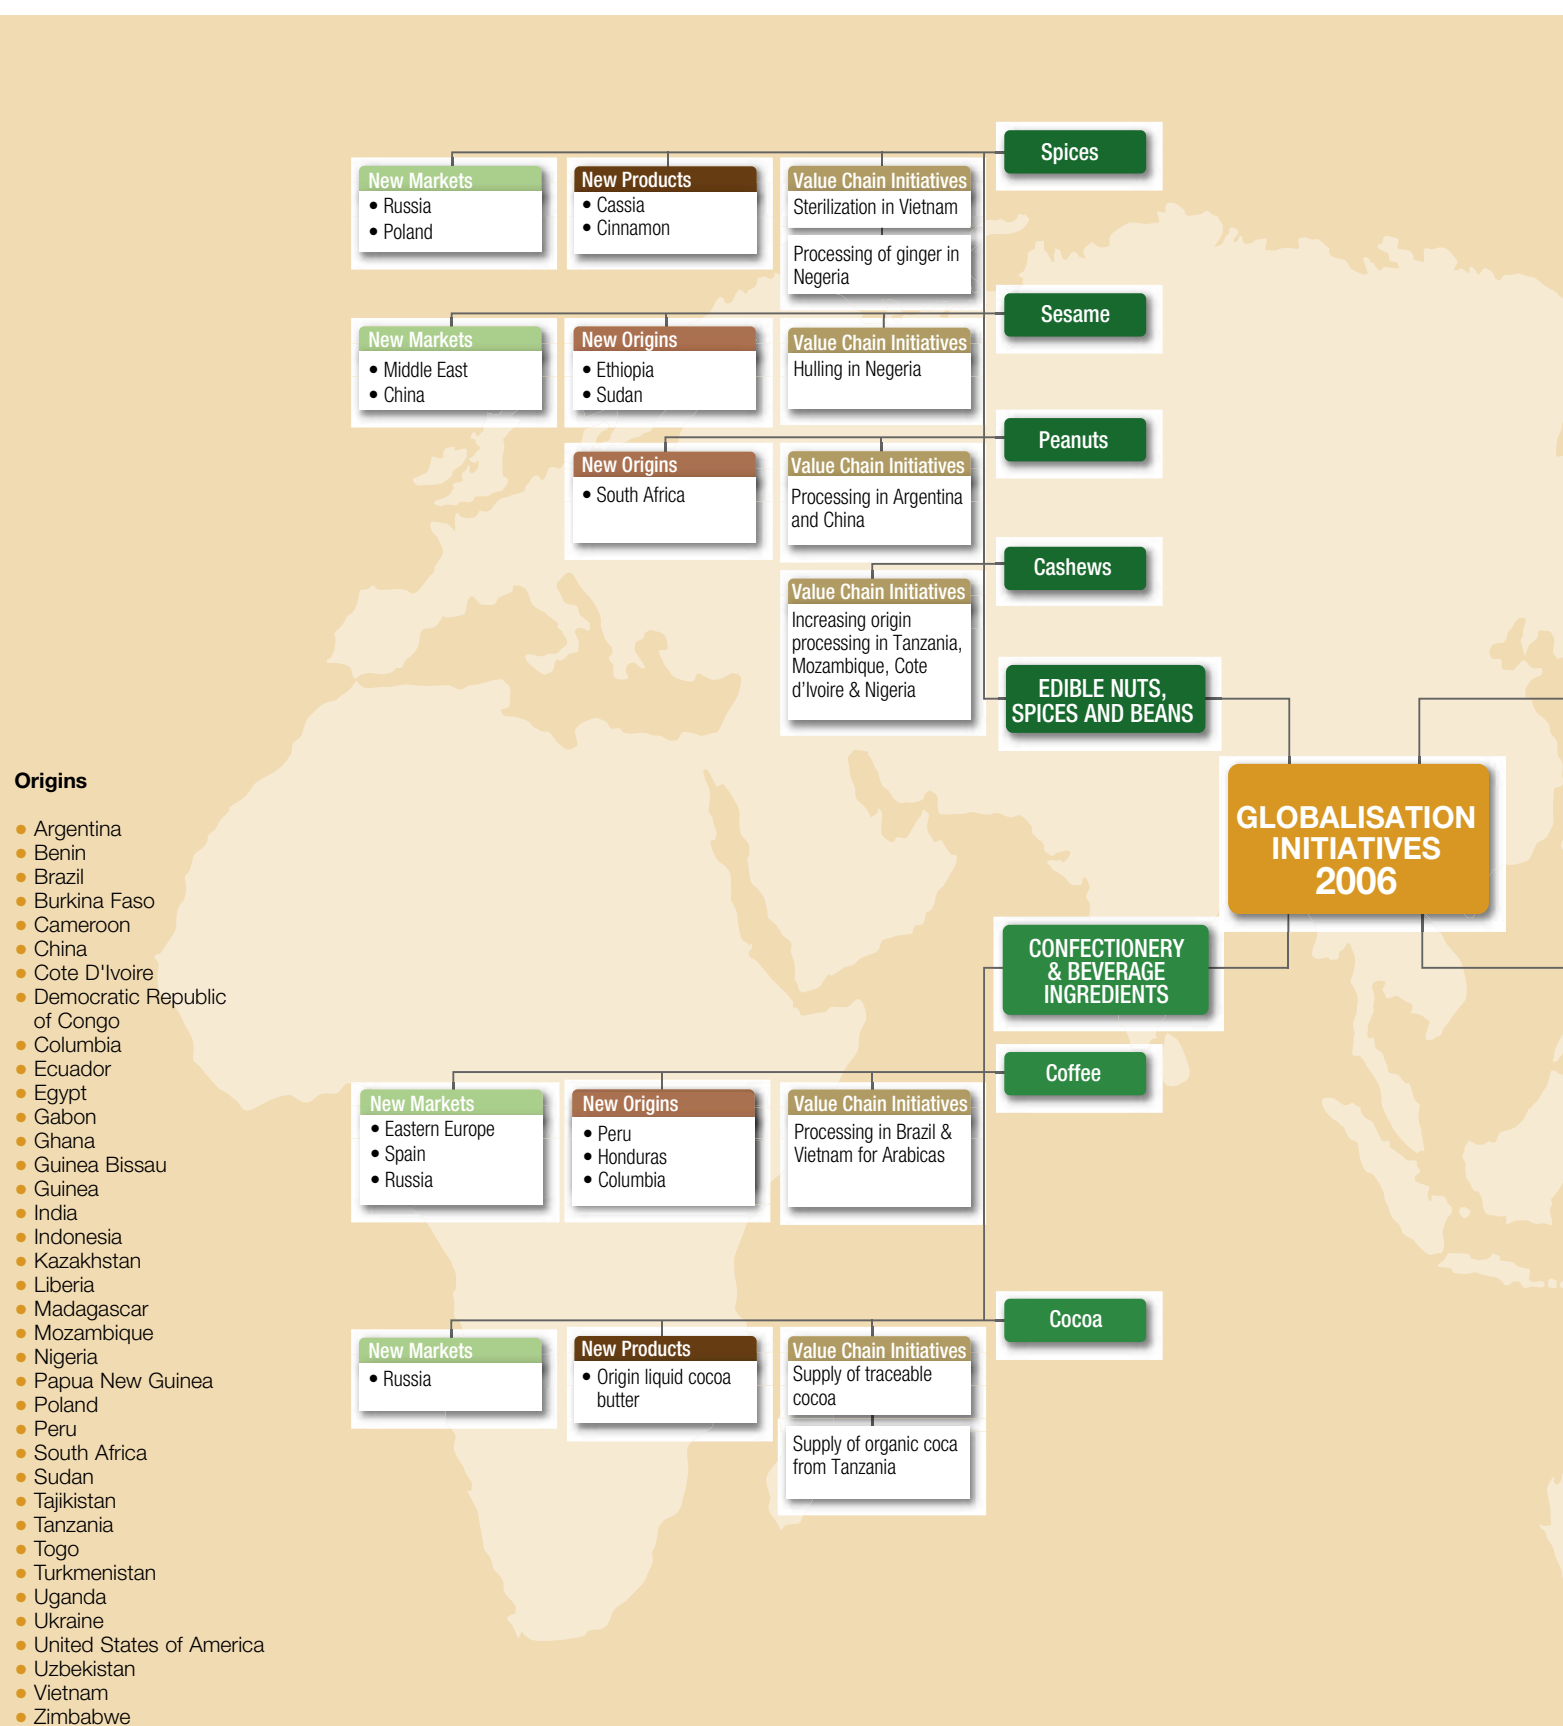 Spices
New Markets
• Russia
• Poland
New Products
• Cassia
• Cinnamon
Value Chain Initiatives
Sterilization in Vietnam
Processing of ginger in
Negeria
Sesame
New Markets
• Middle East
• China
New Origins
• Ethiopia
• Sudan
Value Chain Initiatives
Hulling in Negeria
Peanuts
New Origins
• South Africa
Value Chain Initiatives
Processing in Argentina
and China
Cashews
Value Chain Initiatives
Increasing origin
processing in Tanzania,
Mozambique, Cote
d'Ivoire & Nigeria
EDIBLE NUTS,
SPICES AND BEANS
GLOBALISATION
INITIATIVES
2006
CONFECTIONERY
& BEVERAGE
INGREDIENTS
Coffee
New Markets
• Eastern Europe
• Spain
• Russia
New Origins
• Peru
• Honduras
• Columbia
Value Chain Initiatives
Processing in Brazil &
Vietnam for Arabicas
Cocoa
New Markets
• Russia
New Products
• Origin liquid cocoa
butter
Value Chain Initiatives
Supply of traceable
cocoa
Supply of organic coca
from Tanzania
Origins
• Argentina
• Benin
• Brazil
• Burkina Faso
• Cameroon
• China
• Cote D'Ivoire
• Democratic Republic
of Congo
• Columbia
• Ecuador
• Egypt
• Gabon
• Ghana
• Guinea Bissau
• Guinea
• India
• Indonesia
• Kazakhstan
• Liberia
• Madagascar
• Mozambique
• Nigeria
• Papua New Guinea
• Poland
• Peru
• South Africa
• Sudan
• Tajikistan
• Tanzania
• Togo
• Turkmenistan
• Uganda
• Ukraine
• United States of America
• Uzbekistan
• Vietnam
• Zimbabwe